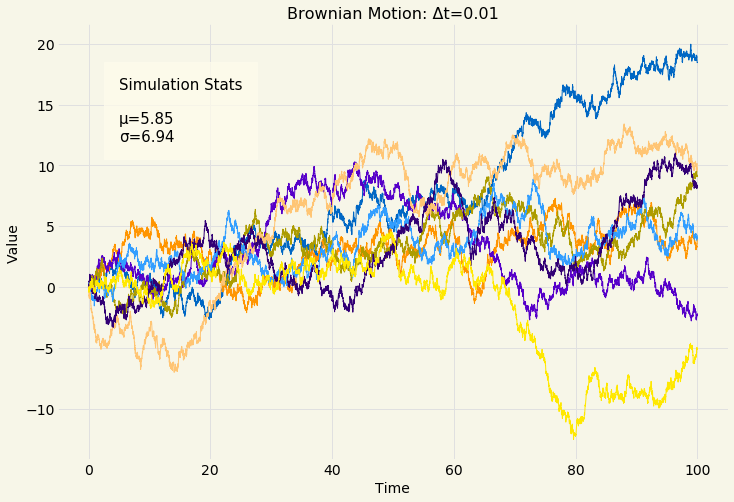 Brownian Motion: Δt=0.01
Simulation Stats
μ=5.85
σ=6.94
Value
20
15
10
5
0
−5
−10
0 20 40 60 80 100
Time